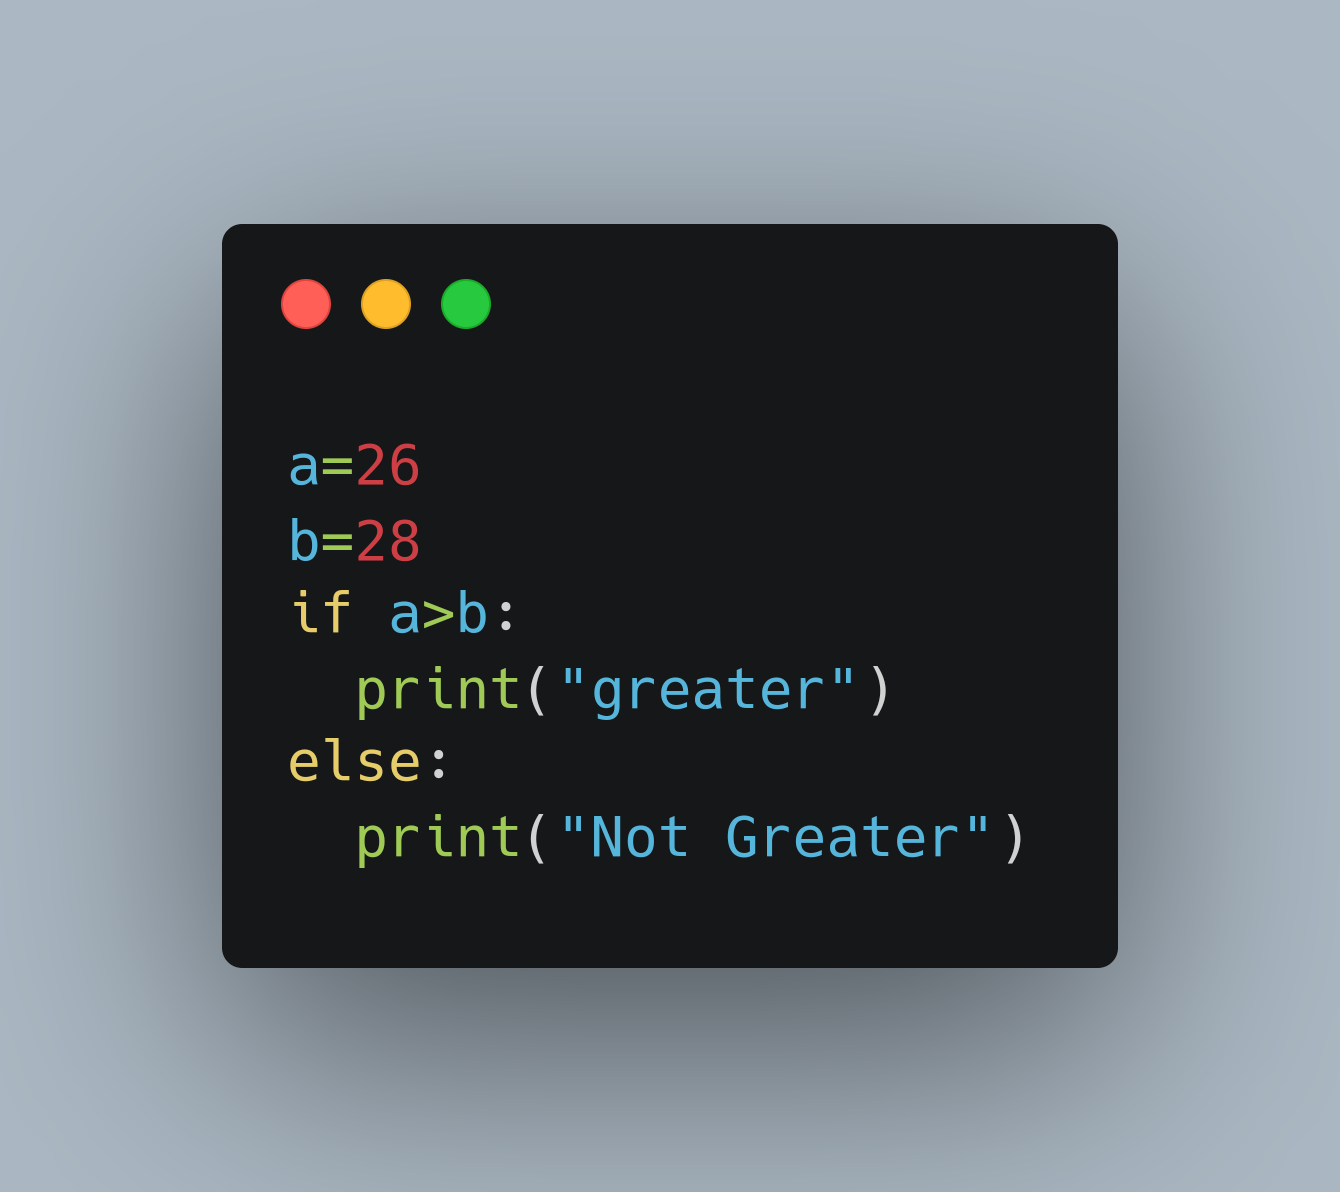 a=26
b=28
if a>b:
  print("greater")
else:
  print("Not Greater")